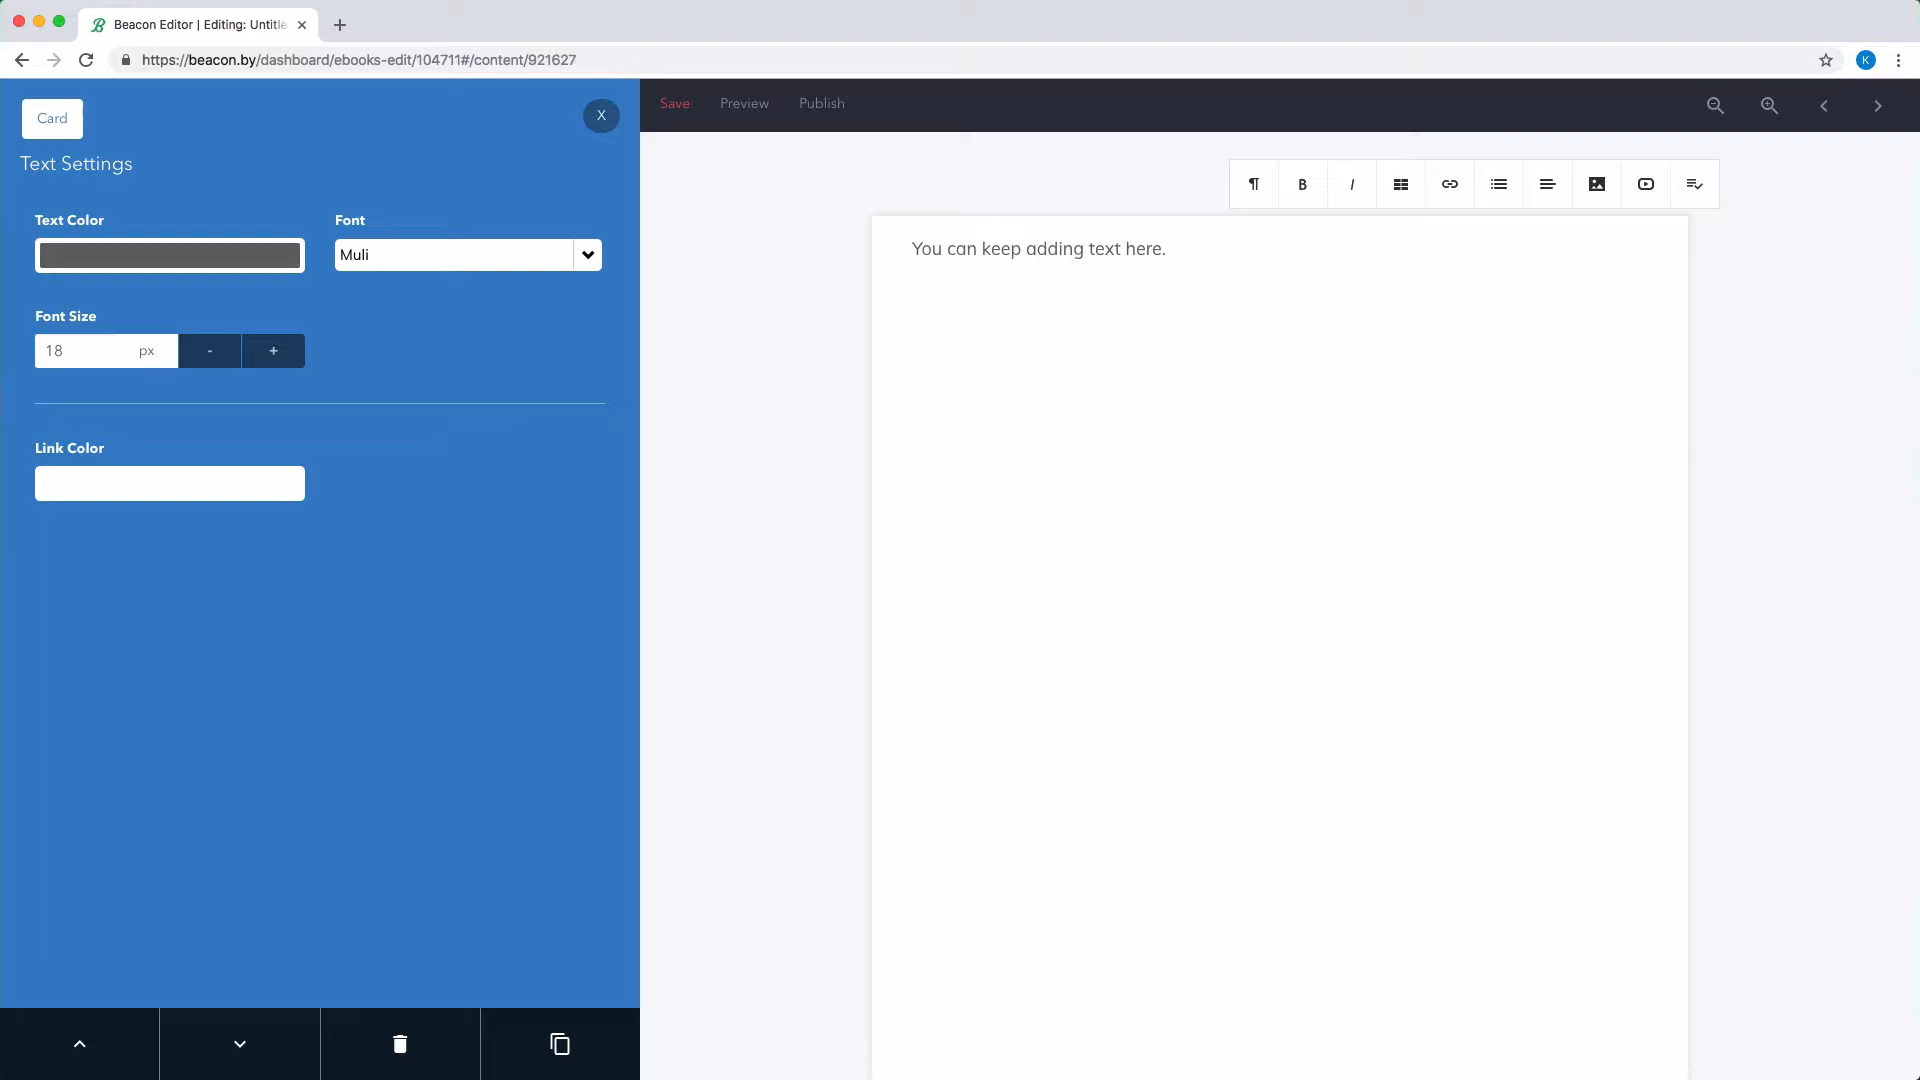 Beacon Editor | Editing: Untitle
https://beacon.by/dashboard/ebooks-edit/104711#/content/921627
K
Card
X
Save
Preview
Publish
Text Settings
B
I
Text Color
Font
Muli
You can keep adding text here.
Font Size
18
px
-
+
Link Color